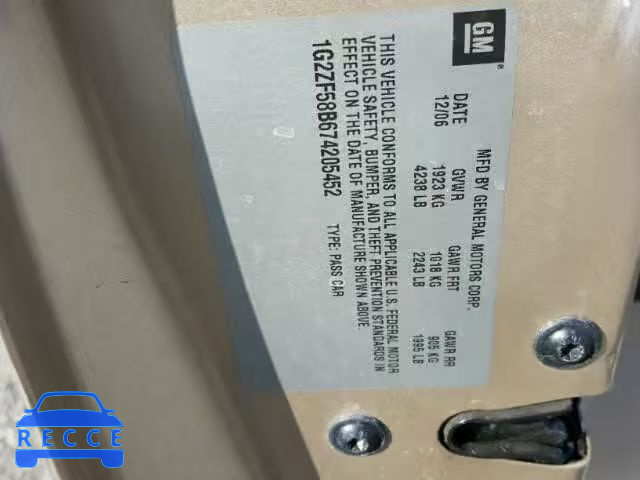 GM
®
MFD BY GENERAL MOTORS CORP.
DATE GVWR GAWR FRT GAWR RR
12/06 1923 KG 1018 KG 905 KG
4238 LB 2243 LB 1995 LB
THIS VEHICLE CONFORMS TO ALL APPLICABLE U.S. FEDERAL MOTOR
VEHICLE SAFETY, BUMPER, AND THEFT PREVENTION STANDARDS IN
EFFECT ON THE DATE OF MANUFACTURE SHOWN ABOVE.
1G2ZF58B674205452 TYPE: PASS CAR
RECCE